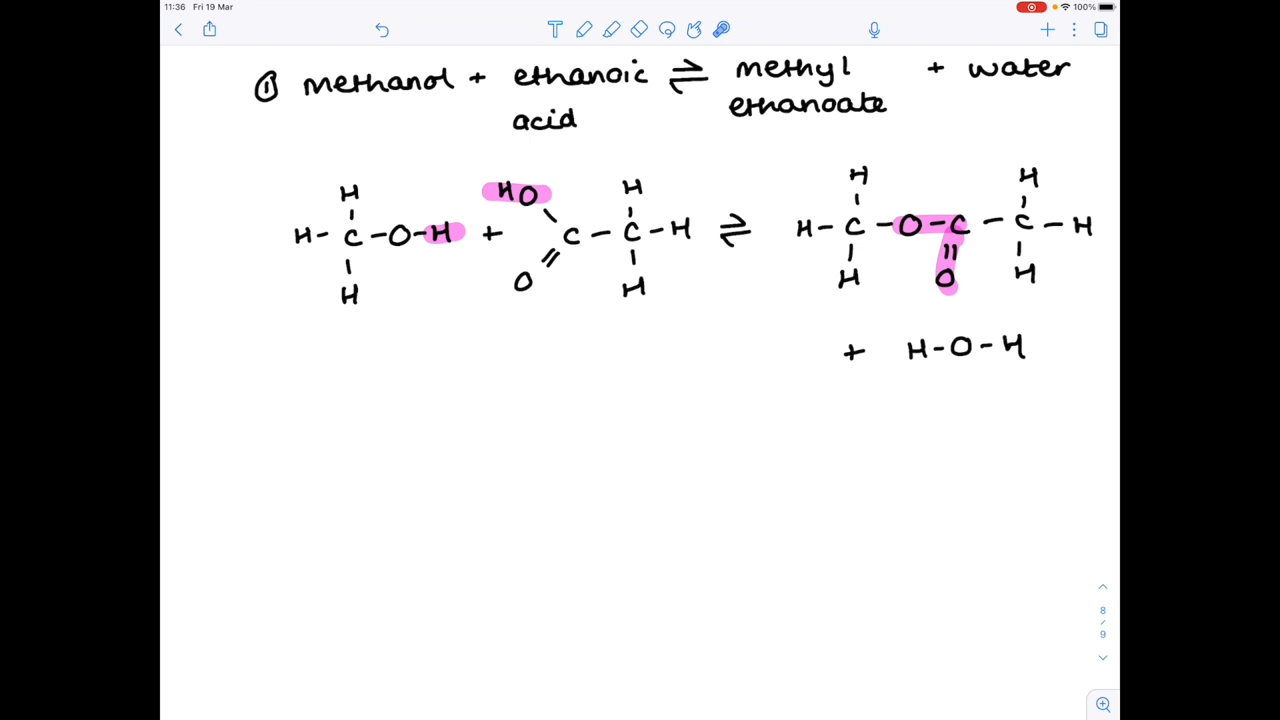 11:36 Fri 19 Mar
100%
T
① methanol + ethanoic ⇌ methyl + water
acid ethanoate
H H H H
H-C-O-H + HO C-C-H ⇌ H-C-O-C-C-H
H O H H O H
+ H-O-H
8
/
9